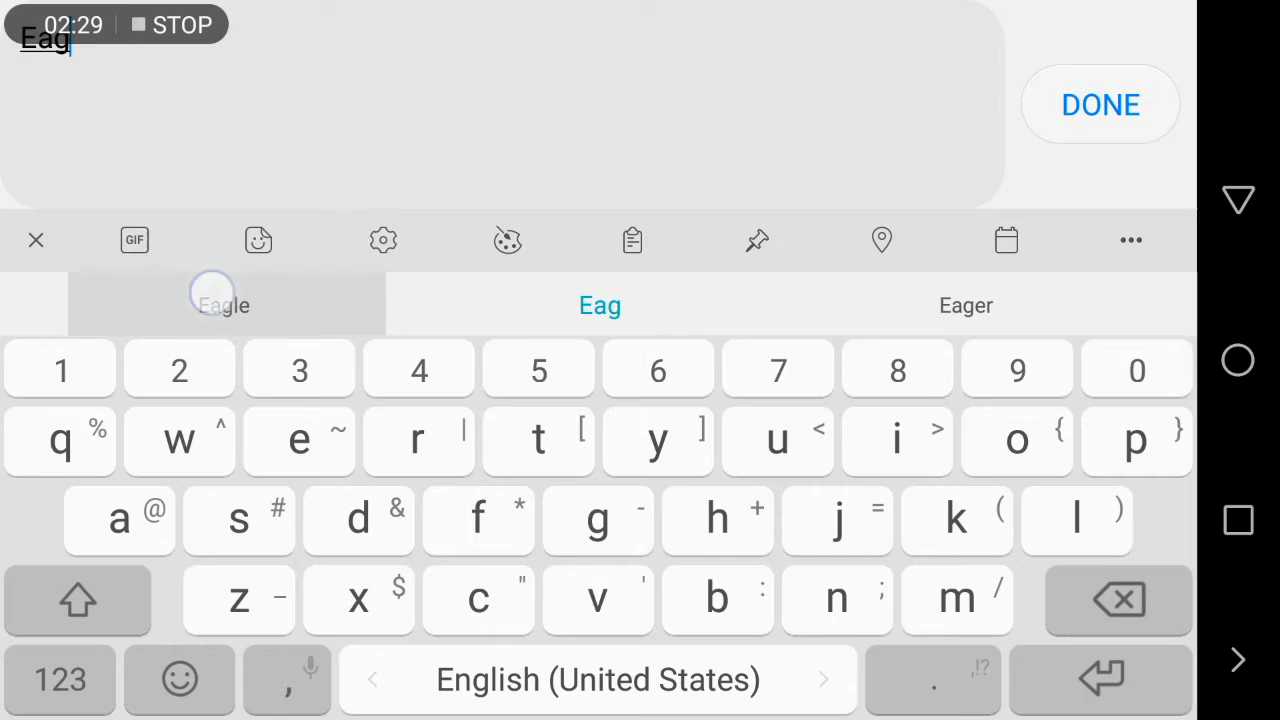 02:29 STOP
Eag
DONE
GIF
Eagle Eag Eager
1 2 3 4 5 6 7 8 9 0
q % w ^ e ~ r | t [ y ] u < i > o { p }
a @ s # d & f * g - h + j = k ( l )
z _ x $ c " v ' b : n ; m /
123 , < English (United States) > . ,!?